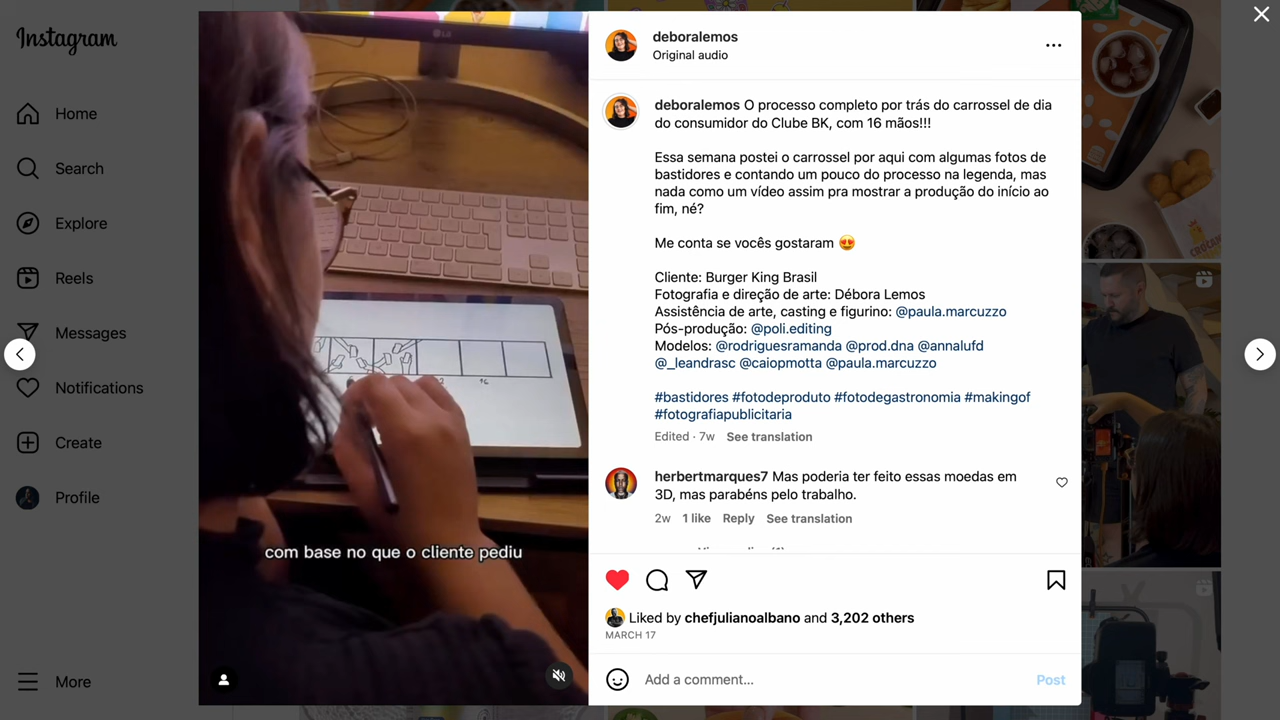 Instagram
Home
Search
Explore
Reels
Messages
Notifications
Create
Profile
More
LG
com base no que o cliente pediu
deboralemos
Original audio
deboralemos O processo completo por trás do carrossel de dia
do consumidor do Clube BK, com 16 mãos!!!
Essa semana postei o carrossel por aqui com algumas fotos de
bastidores e contando um pouco do processo na legenda, mas
nada como um vídeo assim pra mostrar a produção do início ao
fim, né?
Me conta se vocês gostaram 😍
Cliente: Burger King Brasil
Fotografia e direção de arte: Débora Lemos
Assistência de arte, casting e figurino: @paula.marcuzzo
Pós-produção: @poli.editing
Modelos: @rodriguesramanda @prod.dna @annalufd
@_leandrasc @caiopmotta @paula.marcuzzo
#bastidores #fotodeproduto #fotodegastronomia #makingof
#fotografiapublicitaria
Edited · 7w See translation
herbertmarques7 Mas poderia ter feito essas moedas em
3D, mas parabéns pelo trabalho.
2w 1 like Reply See translation
Liked by chefjulianoalbano and 3,202 others
MARCH 17
Add a comment...
Post